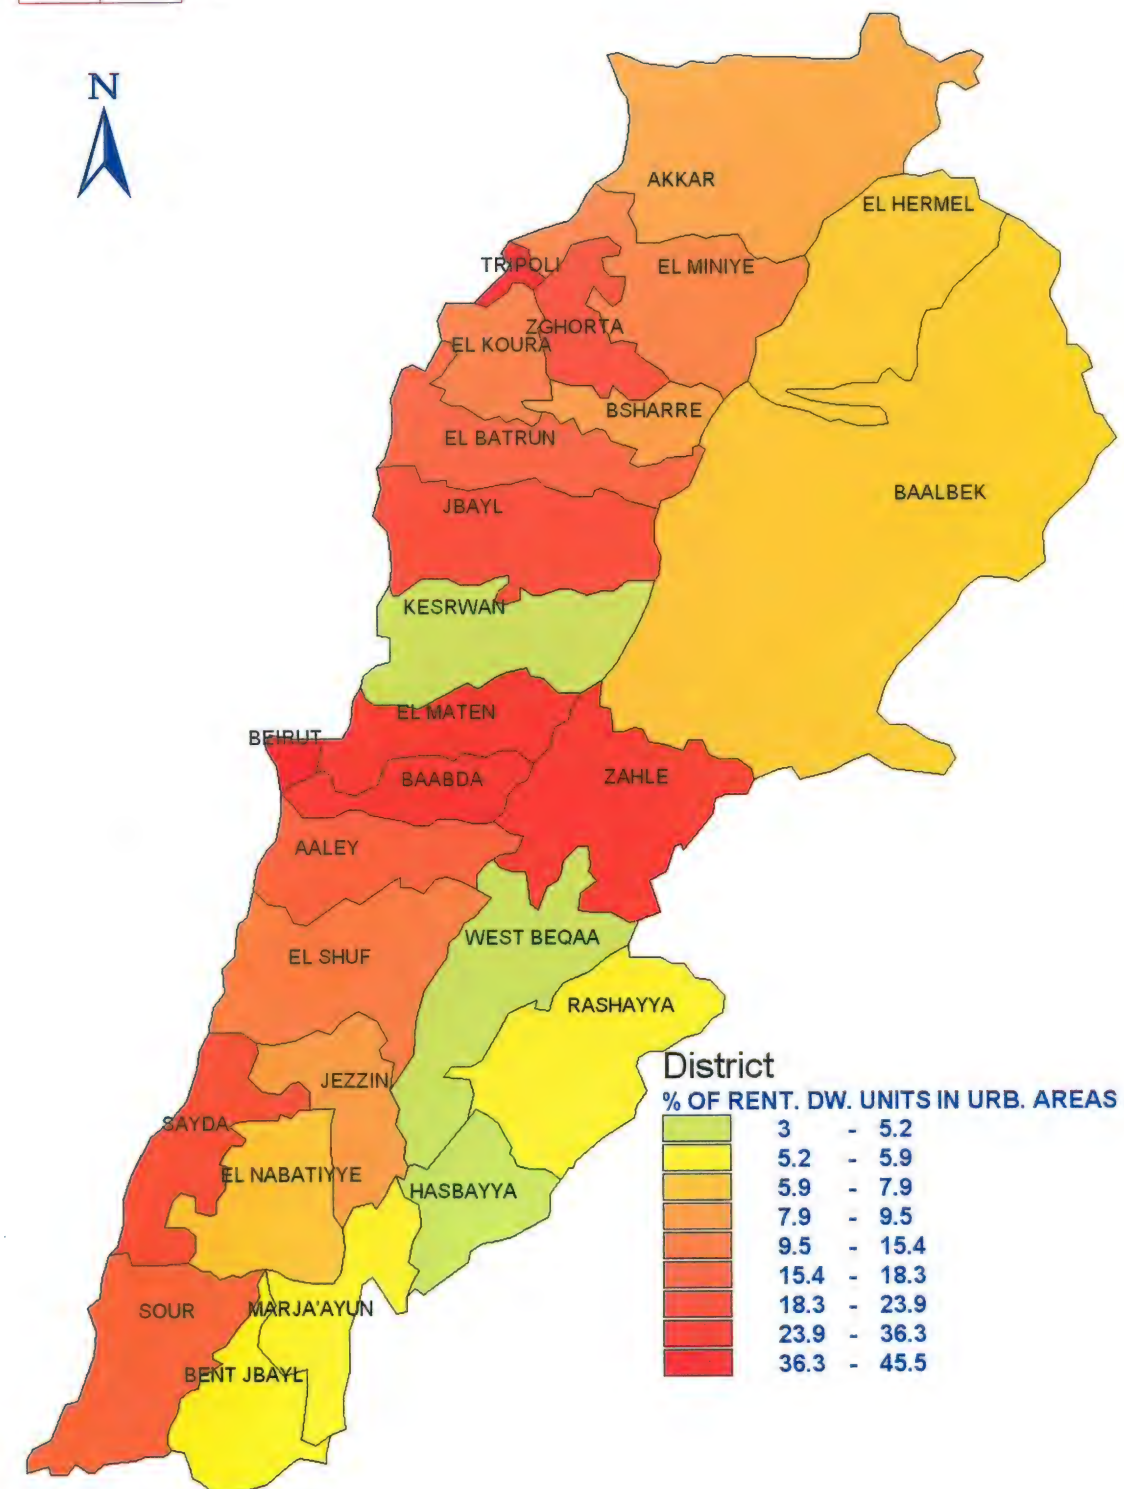 N
AKKAR
EL HERMEL
TRIPOLI
EL MINIYE
ZGHORTA
EL KOURA
BSHARRE
EL BATRUN
BAALBEK
JBAYL
KESRWAN
EL MATEN
BEIRUT
BAABDA
ZAHLE
AALEY
WEST BEQAA
EL SHUF
RASHAYYA
JEZZIN
SAYDA
EL NABATIYYE
HASBAYYA
SOUR
MARJA'AYUN
BENT JBAYL
District
% OF RENT. DW. UNITS IN URB. AREAS
3 - 5.2
5.2 - 5.9
5.9 - 7.9
7.9 - 9.5
9.5 - 15.4
15.4 - 18.3
18.3 - 23.9
23.9 - 36.3
36.3 - 45.5